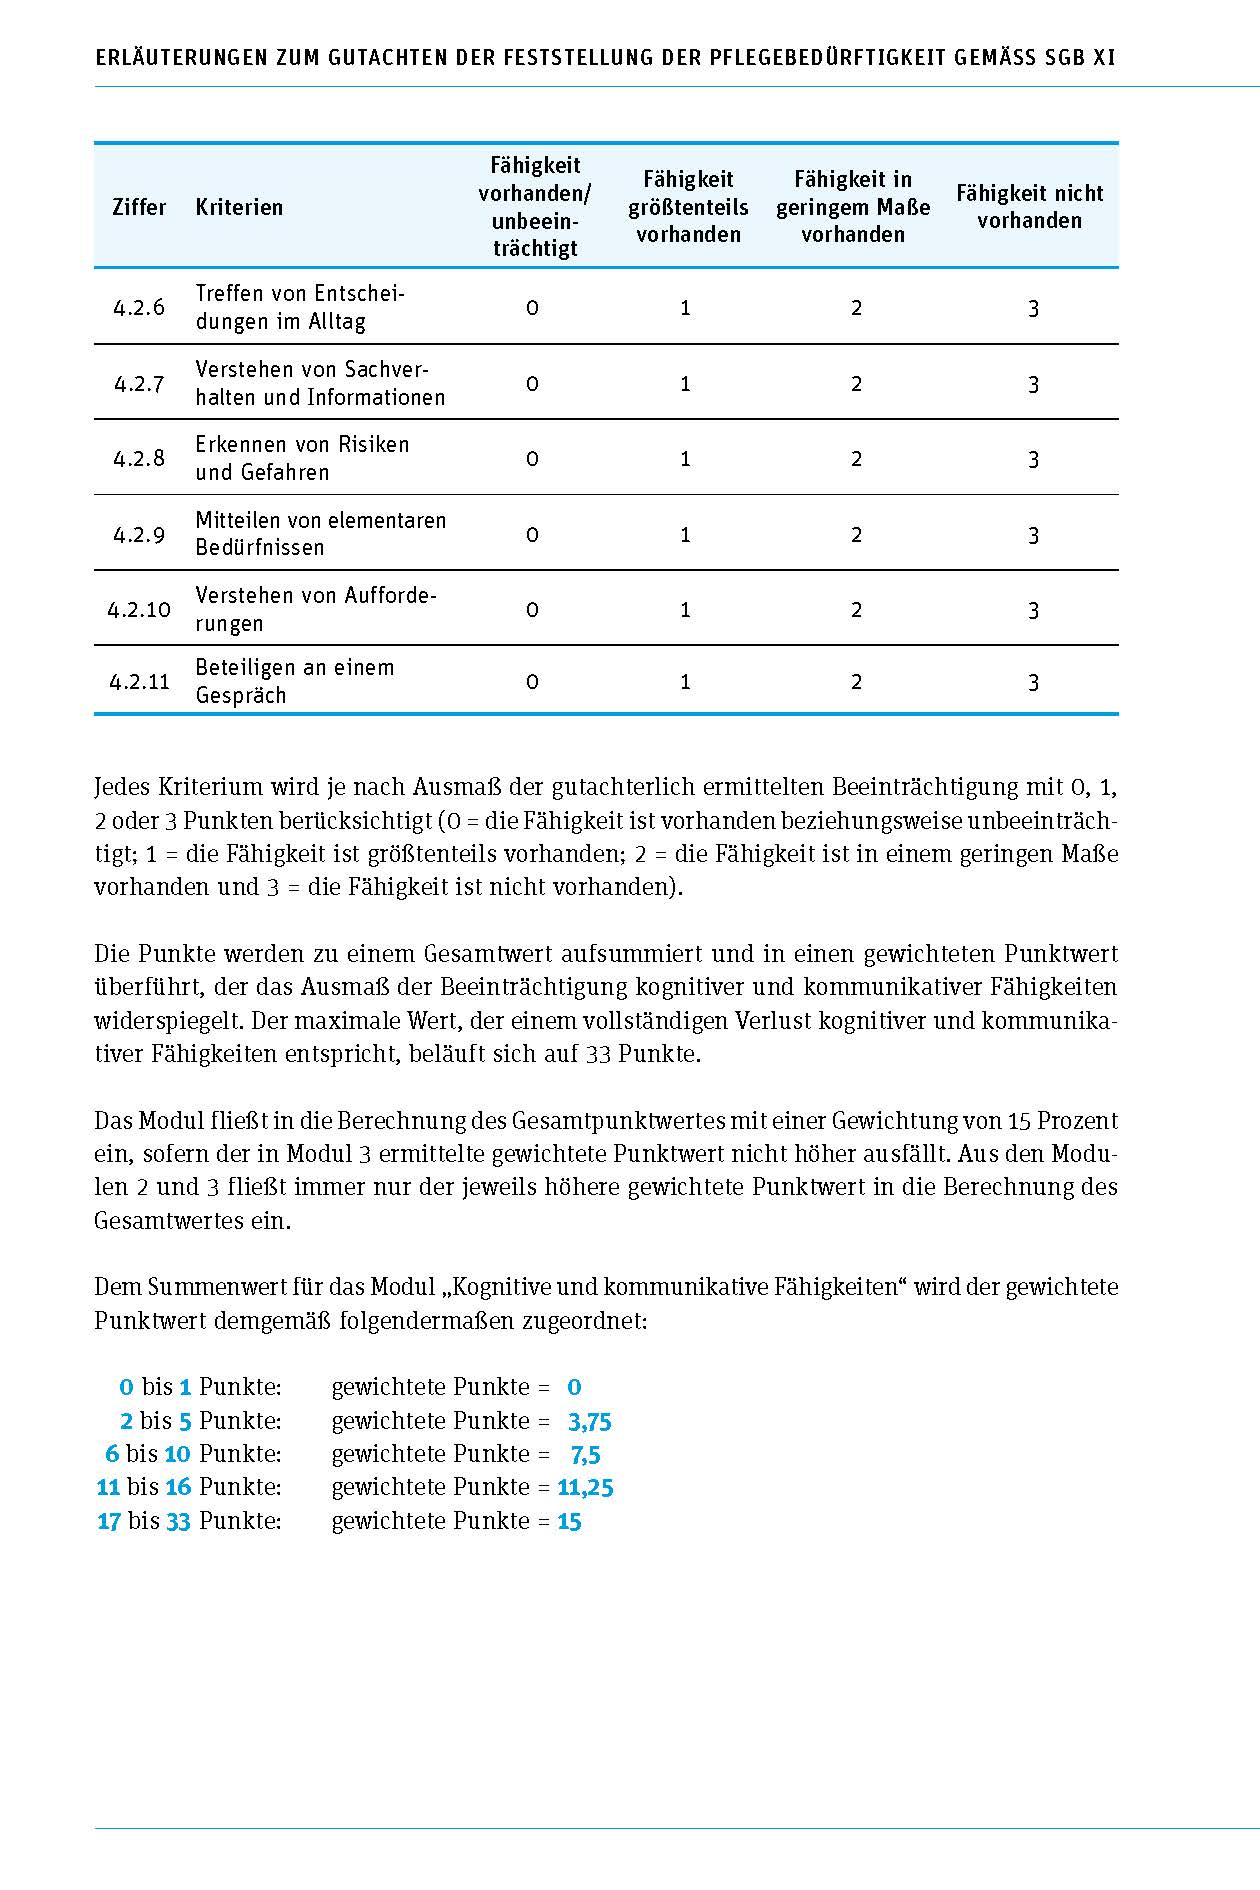 ERLÄUTERUNGEN ZUM GUTACHTEN DER FESTSTELLUNG DER PFLEGEBEDÜRFTIGKEIT GEMÄSS SGB XI
Ziffer Kriterien Fähigkeit vorhanden/ unbeein- trächtigt Fähigkeit größtenteils vorhanden Fähigkeit in geringem Maße vorhanden Fähigkeit nicht vorhanden
4.2.6 Treffen von Entschei-
dungen im Alltag 0 1 2 3
4.2.7 Verstehen von Sachver-
halten und Informationen 0 1 2 3
4.2.8 Erkennen von Risiken
und Gefahren 0 1 2 3
4.2.9 Mitteilen von elementaren
Bedürfnissen 0 1 2 3
4.2.10 Verstehen von Aufforde-
rungen 0 1 2 3
4.2.11 Beteiligen an einem
Gespräch 0 1 2 3
Jedes Kriterium wird je nach Ausmaß der gutachterlich ermittelten Beeinträchtigung mit 0, 1,
2 oder 3 Punkten berücksichtigt (0 = die Fähigkeit ist vorhanden beziehungsweise unbeeinträch-
tigt; 1 = die Fähigkeit ist größtenteils vorhanden; 2 = die Fähigkeit ist in einem geringen Maße
vorhanden und 3 = die Fähigkeit ist nicht vorhanden).
Die Punkte werden zu einem Gesamtwert aufsummiert und in einen gewichteten Punktwert
überführt, der das Ausmaß der Beeinträchtigung kognitiver und kommunikativer Fähigkeiten
widerspiegelt. Der maximale Wert, der einem vollständigen Verlust kognitiver und kommunika-
tiver Fähigkeiten entspricht, beläuft sich auf 33 Punkte.
Das Modul fließt in die Berechnung des Gesamtpunktwertes mit einer Gewichtung von 15 Prozent
ein, sofern der in Modul 3 ermittelte gewichtete Punktwert nicht höher ausfällt. Aus den Modu-
len 2 und 3 fließt immer nur der jeweils höhere gewichtete Punktwert in die Berechnung des
Gesamtwertes ein.
Dem Summenwert für das Modul „Kognitive und kommunikative Fähigkeiten“ wird der gewichtete
Punktwert demgemäß folgendermaßen zugeordnet:
0 bis 1 Punkte: gewichtete Punkte = 0
2 bis 5 Punkte: gewichtete Punkte = 3,75
6 bis 10 Punkte: gewichtete Punkte = 7,5
11 bis 16 Punkte: gewichtete Punkte = 11,25
17 bis 33 Punkte: gewichtete Punkte = 15